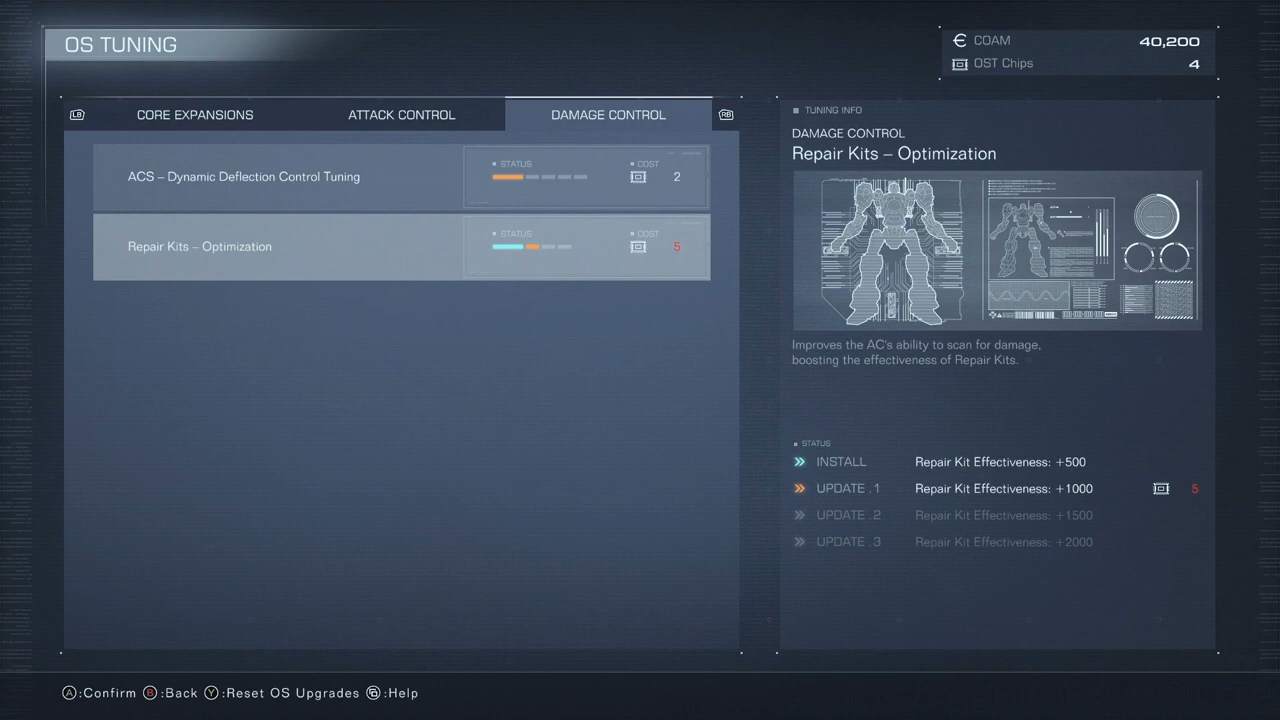 OS TUNING
COAM 40,200
OST Chips 4
LB CORE EXPANSIONS ATTACK CONTROL DAMAGE CONTROL RB
ACS – Dynamic Deflection Control Tuning STATUS COST 2
Repair Kits – Optimization STATUS COST 5
TUNING INFO
DAMAGE CONTROL
Repair Kits – Optimization
Improves the AC's ability to scan for damage,
boosting the effectiveness of Repair Kits.
STATUS
INSTALL Repair Kit Effectiveness: +500
UPDATE .1 Repair Kit Effectiveness: +1000 5
UPDATE .2 Repair Kit Effectiveness: +1500
UPDATE .3 Repair Kit Effectiveness: +2000
A:Confirm B:Back Y:Reset OS Upgrades :Help